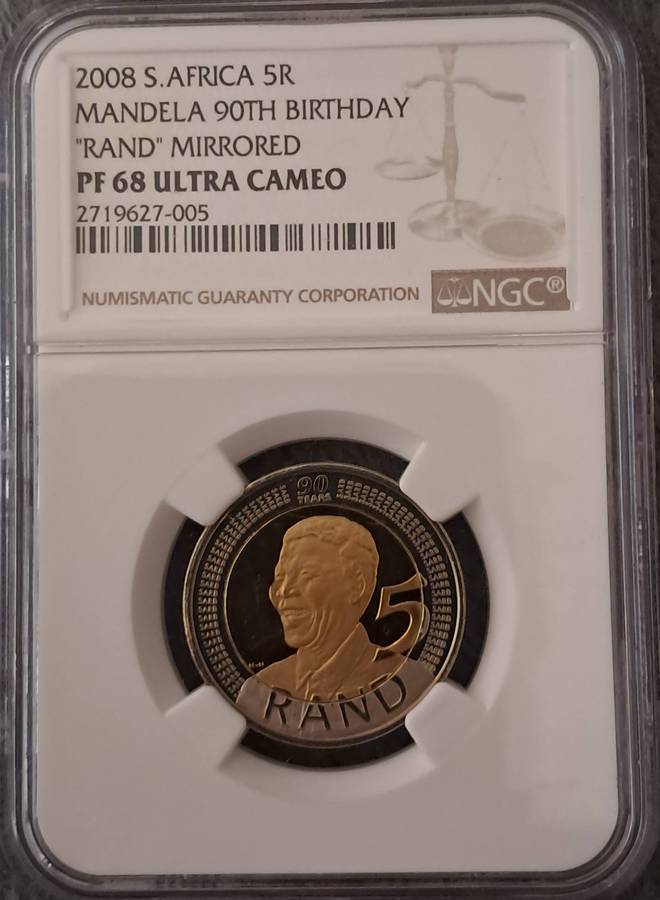 2008 S.AFRICA 5R
MANDELA 90TH BIRTHDAY
"RAND" MIRRORED
PF 68 ULTRA CAMEO
2719627-005
NUMISMATIC GUARANTY CORPORATION NGC®
90
YEARS
5
RAND